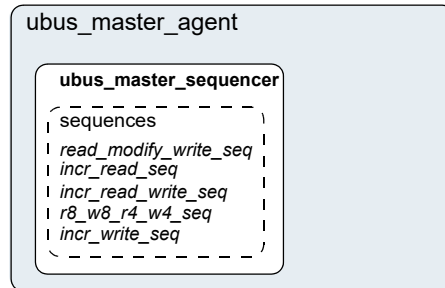 ubus_master_agent
ubus_master_sequencer
sequences
read_modify_write_seq
incr_read_seq
incr_read_write_seq
r8_w8_r4_w4_seq
incr_write_seq